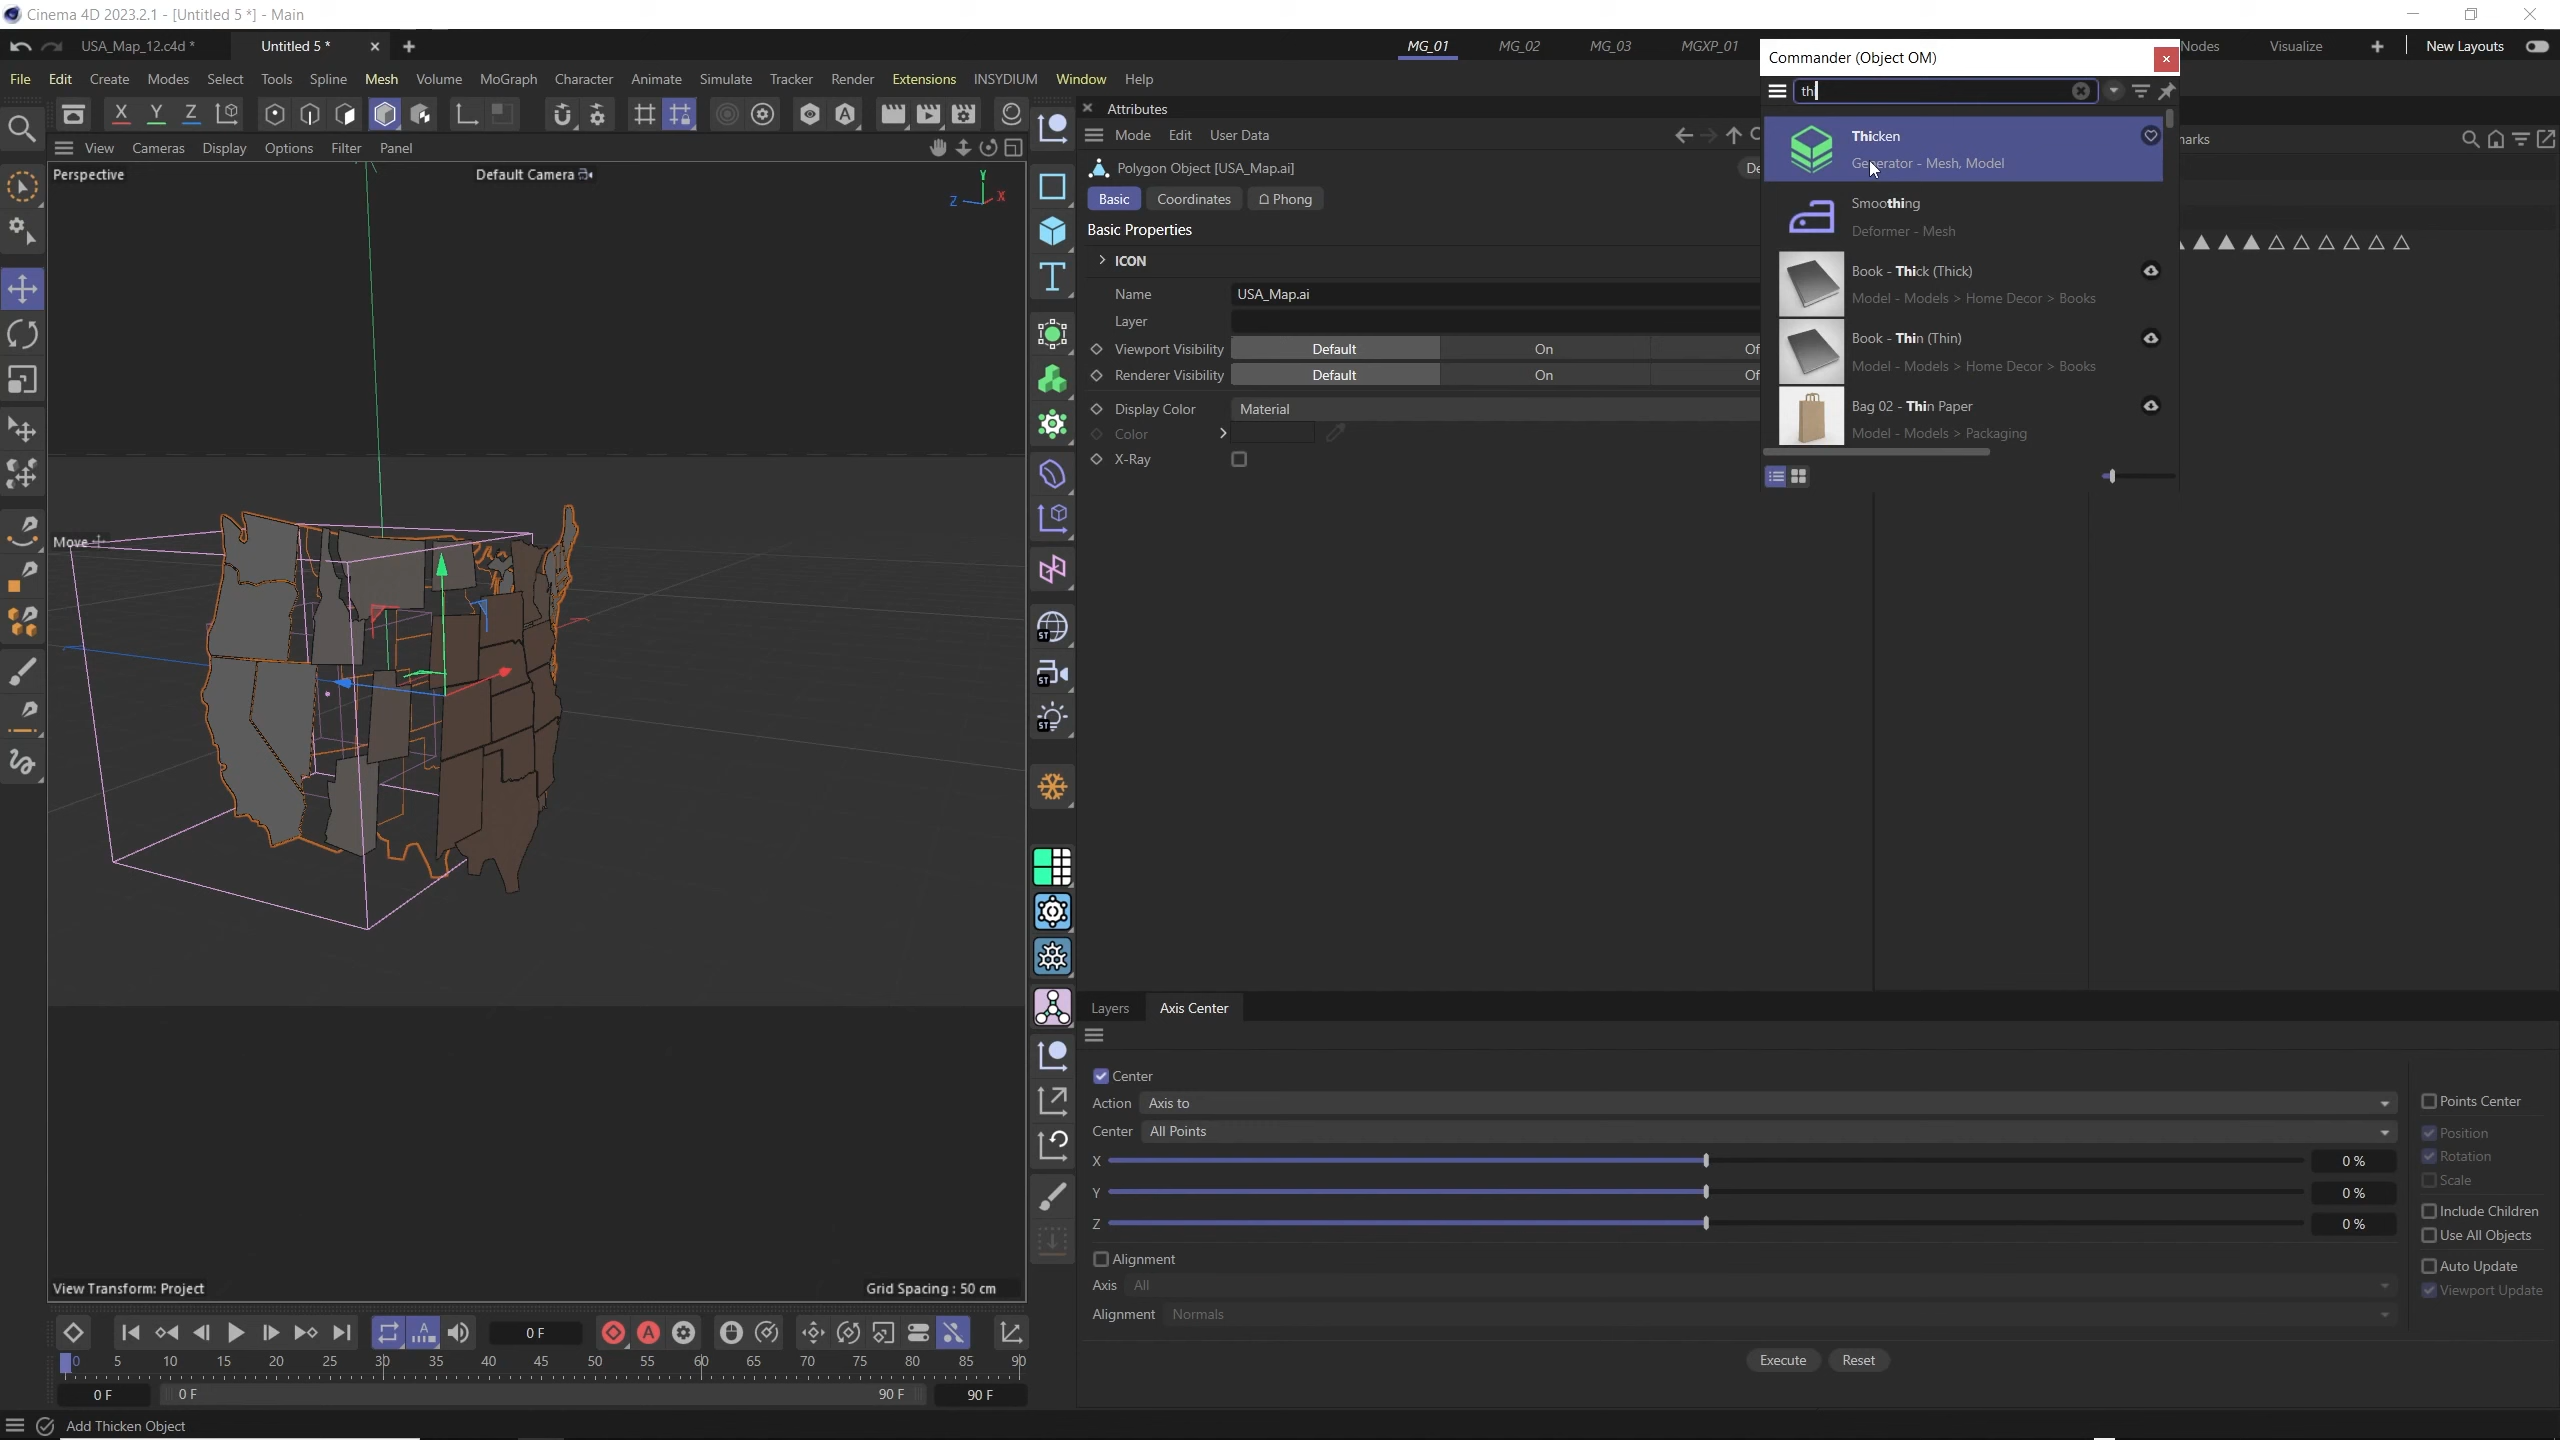 Cinema 4D 2023.2.1 - [Untitled 5 *] - Main
USA_Map_12.c4d *
Untitled 5 *
MG_01
MG_02
MG_03
MGXP_01
Nodes
Visualize
New Layouts
File Edit Create Modes Select Tools Spline Mesh Volume MoGraph Character Animate Simulate Tracker Render Extensions INSYDIUM Window Help
X Y Z
View Cameras Display Options Filter Panel
Perspective
Default Camera
Y
Z X
Move
View Transform: Project
Grid Spacing : 50 cm
ST
ST
ST
Attributes
Mode Edit User Data
Polygon Object [USA_Map.ai]
De
Basic Coordinates Phong
Basic Properties
ICON
Name USA_Map.ai
Layer
Viewport Visibility Default On Of
Renderer Visibility Default On Of
Display Color Material
Color
X-Ray
Commander (Object OM)
thi
Thicken
Generator - Mesh, Model
Smoothing
Deformer - Mesh
Book - Thick (Thick)
Model - Models > Home Decor > Books
Book - Thin (Thin)
Model - Models > Home Decor > Books
Bag 02 - Thin Paper
Model - Models > Packaging
Layers Axis Center
Center
Action Axis to
Center All Points
X 0 %
Y 0 %
Z 0 %
Alignment
Axis All
Alignment Normals
Points Center
Position
Rotation
Scale
Include Children
Use All Objects
Auto Update
Viewport Update
Execute Reset
0 F
0 5 10 15 20 25 30 35 40 45 50 55 60 65 70 75 80 85 90
0 F 0 F 90 F 90 F
Add Thicken Object